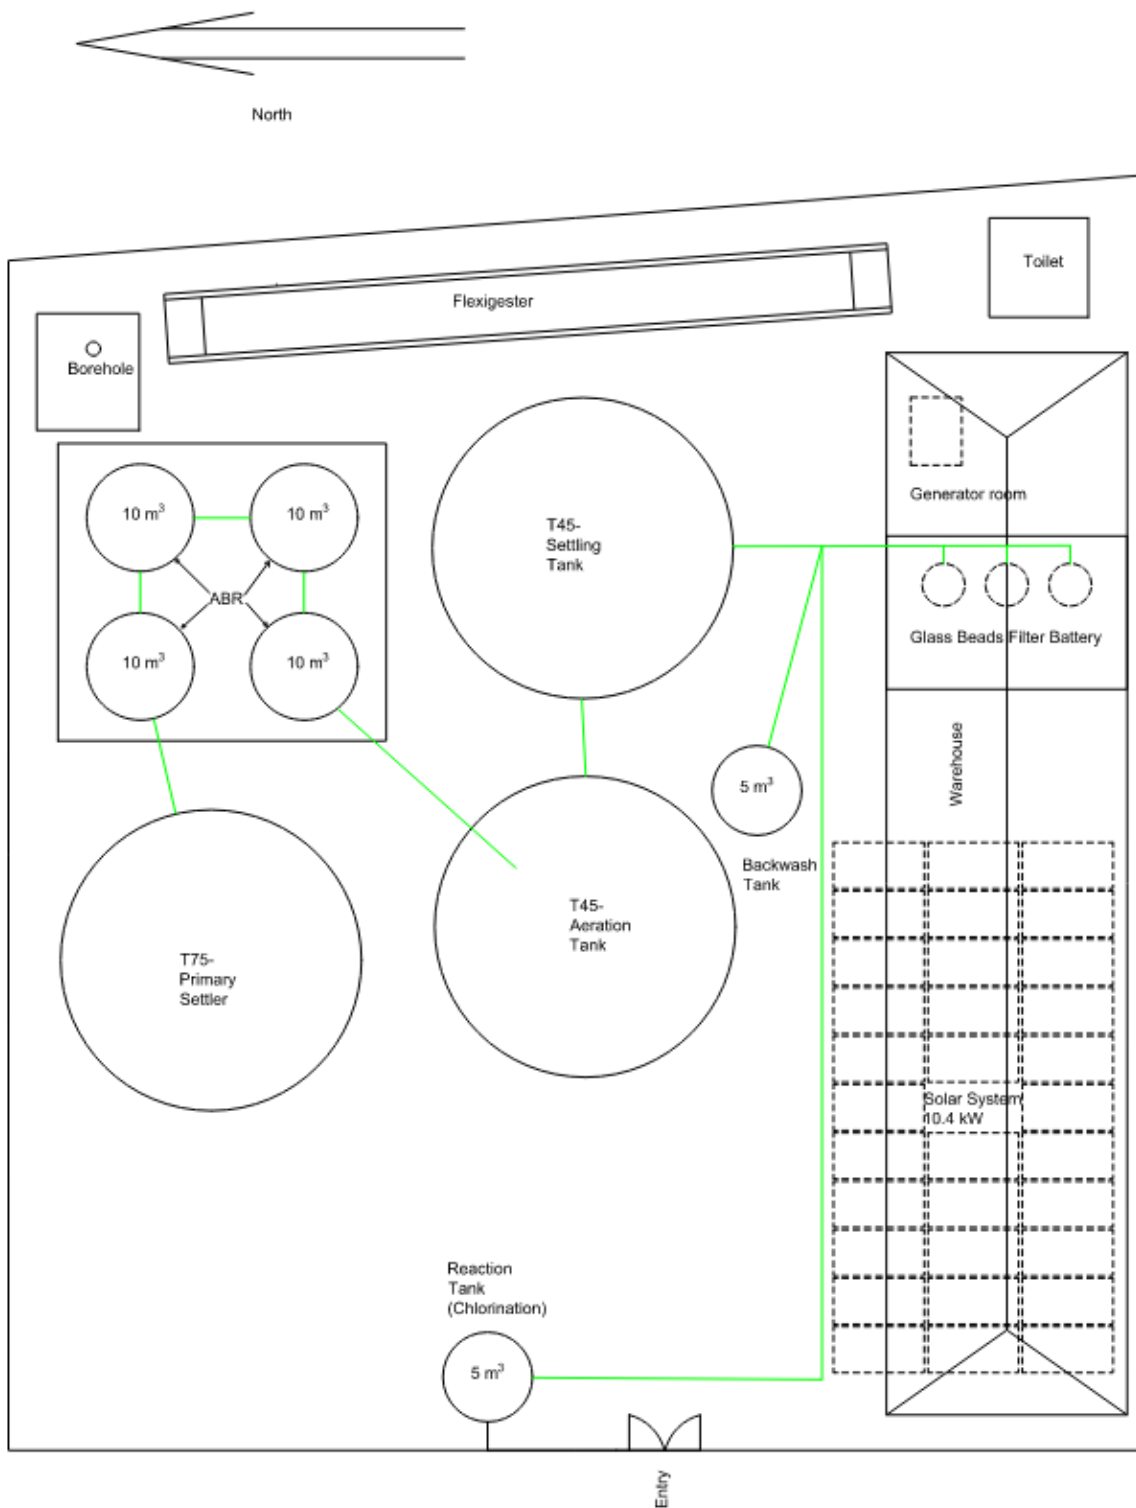 North
Toilet
Flexigester
Borehole
Generator room
10 m³
10 m³
T45-
Settling
Tank
ABR
Glass Beads Filter Battery
10 m³
10 m³
Warehouse
5 m³
Backwash
Tank
T45-
Aeration
Tank
T75-
Primary
Settler
Solar System
10.4 kW
Reaction
Tank
(Chlorination)
5 m³
Entry